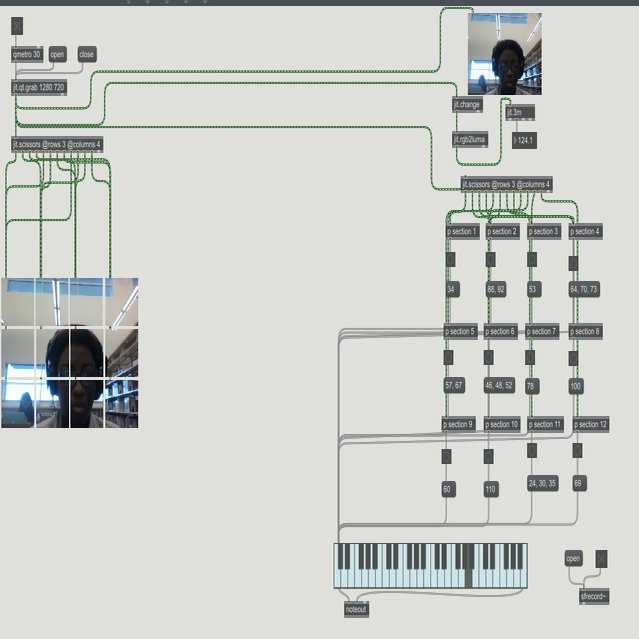 qmetro 30
open
close
jit.qt.grab 1280 720
jit.scissors @rows 3 @columns 4
jit.change
jit.3m
jit.rgb2luma
124.1
jit.scissors @rows 3 @columns 4
p section 1
p section 2
p section 3
p section 4
34
88, 92
53
64, 70, 73
p section 5
p section 6
p section 7
p section 8
57, 67
46, 48, 52
78
100
p section 9
p section 10
p section 11
p section 12
60
110
24, 30, 35
69
open
sfrecord~
noteout